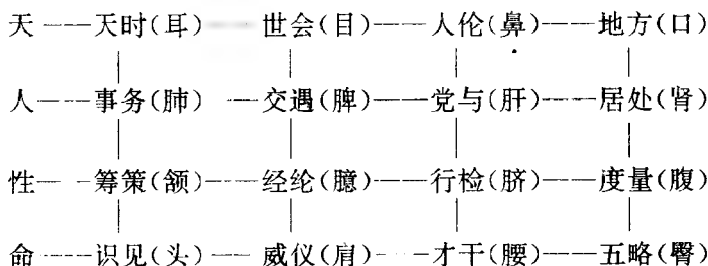 天——天时(耳)——世会(目)——人伦(鼻)——地方(口)
人——事务(肺)——交遇(脾)——党与(肝)——居处(肾)
性——筹策(颔)——经纶(臆)——行检(脐)——度量(腹)
命——识见(头)——威仪(肩)——才干(腰)——五略(臀)